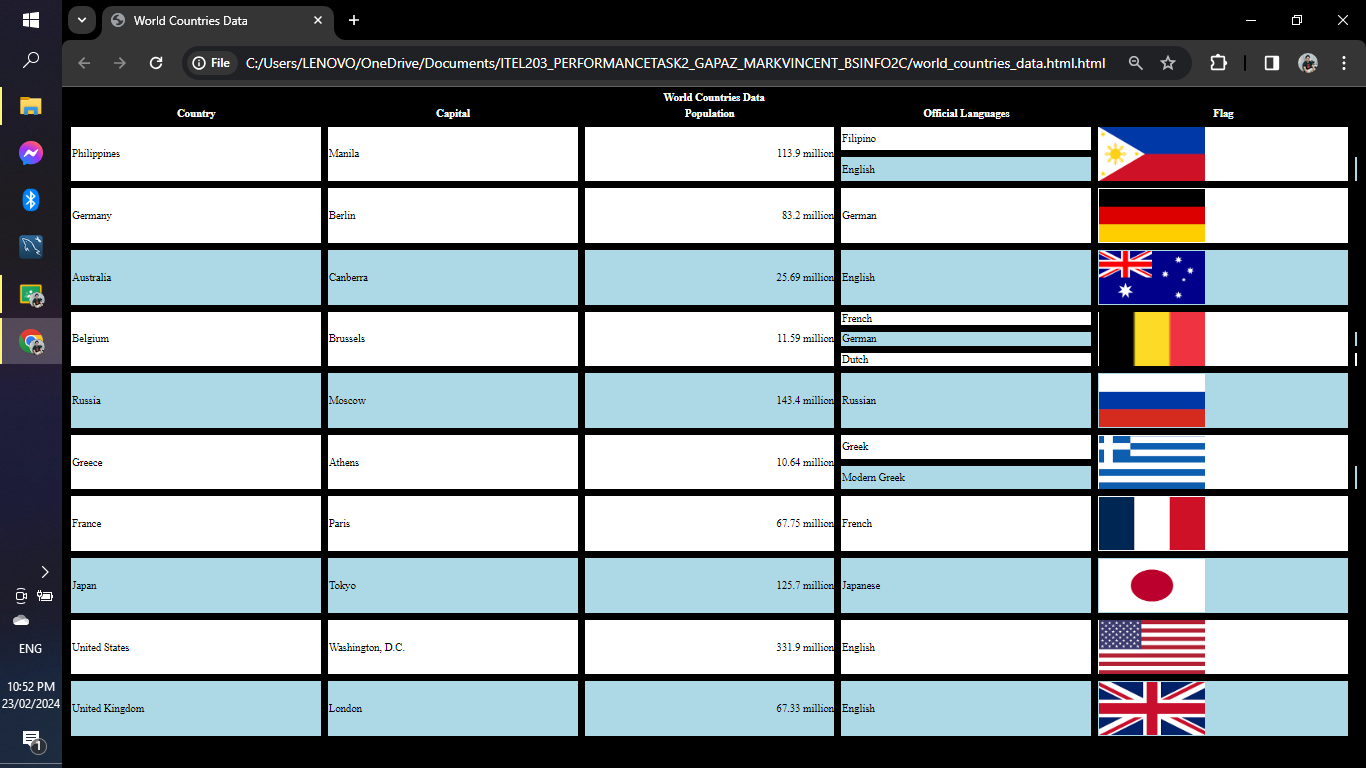 World Countries Data
File C:/Users/LENOVO/OneDrive/Documents/ITEL203_PERFORMANCETASK2_GAPAZ_MARKVINCENT_BSINFO2C/world_countries_data.html.html
World Countries Data
Country Capital Population Official Languages Flag
Philippines Manila 113.9 million Filipino
English
Germany Berlin 83.2 million German
Australia Canberra 25.69 million English
Belgium Brussels 11.59 million French
German
Dutch
Russia Moscow 143.4 million Russian
Greece Athens 10.64 million Greek
Modern Greek
France Paris 67.75 million French
Japan Tokyo 125.7 million Japanese
United States Washington, D.C. 331.9 million English
United Kingdom London 67.33 million English
ENG
10:52 PM
23/02/2024
1